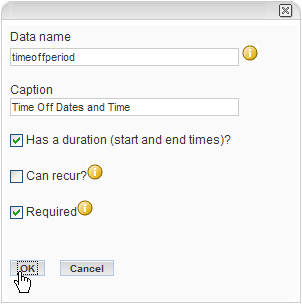 Data name
timeoffperiod
Caption
Time Off Dates and Time
Has a duration (start and end times)?
Can recur?
Required
OK Cancel